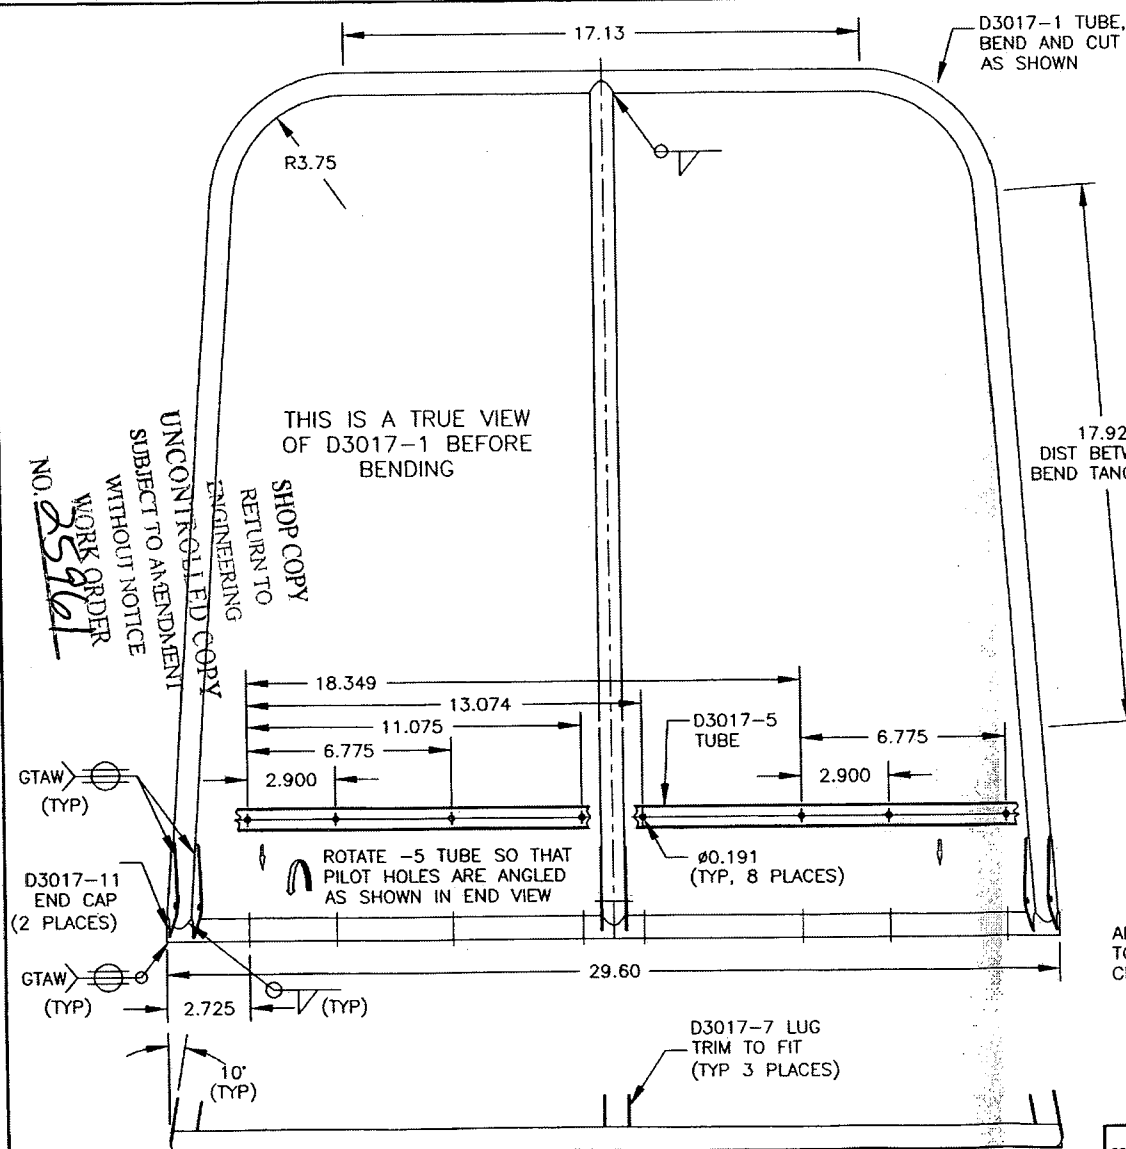 17.13
D3017-1 TUBE,
BEND AND CUT
AS SHOWN
R3.75
THIS IS A TRUE VIEW
OF D3017-1 BEFORE
BENDING
17.92
DIST BETW
BEND TANG
SHOP COPY
RETURN TO
ENGINEERING
UNCONTROLLED COPY
SUBJECT TO AMENDMENT
WITHOUT NOTICE
WORK ORDER
NO. 25961
18.349
13.074
11.075
6.775
2.900
D3017-5
TUBE
6.775
2.900
GTAW
(TYP)
ROTATE -5 TUBE SO THAT
PILOT HOLES ARE ANGLED
AS SHOWN IN END VIEW
ø0.191
(TYP, 8 PLACES)
D3017-11
END CAP
(2 PLACES)
GTAW
(TYP)
29.60
2.725
(TYP)
10°
(TYP)
D3017-7 LUG
TRIM TO FIT
(TYP 3 PLACES)